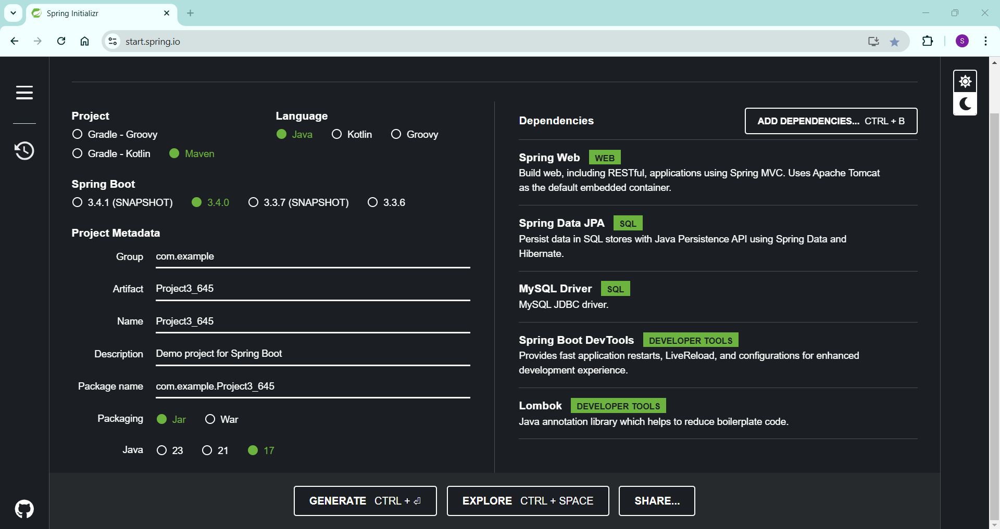 Spring Initializr
start.spring.io
S
Project
Gradle - Groovy
Gradle - Kotlin Maven
Language
Java Kotlin Groovy
Spring Boot
3.4.1 (SNAPSHOT) 3.4.0 3.3.7 (SNAPSHOT) 3.3.6
Project Metadata
Group com.example
Artifact Project3_645
Name Project3_645
Description Demo project for Spring Boot
Package name com.example.Project3_645
Packaging Jar War
Java 23 21 17
Dependencies ADD DEPENDENCIES... CTRL + B
Spring Web WEB
Build web, including RESTful, applications using Spring MVC. Uses Apache Tomcat
as the default embedded container.
Spring Data JPA SQL
Persist data in SQL stores with Java Persistence API using Spring Data and
Hibernate.
MySQL Driver SQL
MySQL JDBC driver.
Spring Boot DevTools DEVELOPER TOOLS
Provides fast application restarts, LiveReload, and configurations for enhanced
development experience.
Lombok DEVELOPER TOOLS
Java annotation library which helps to reduce boilerplate code.
GENERATE CTRL + ⏎ EXPLORE CTRL + SPACE SHARE...